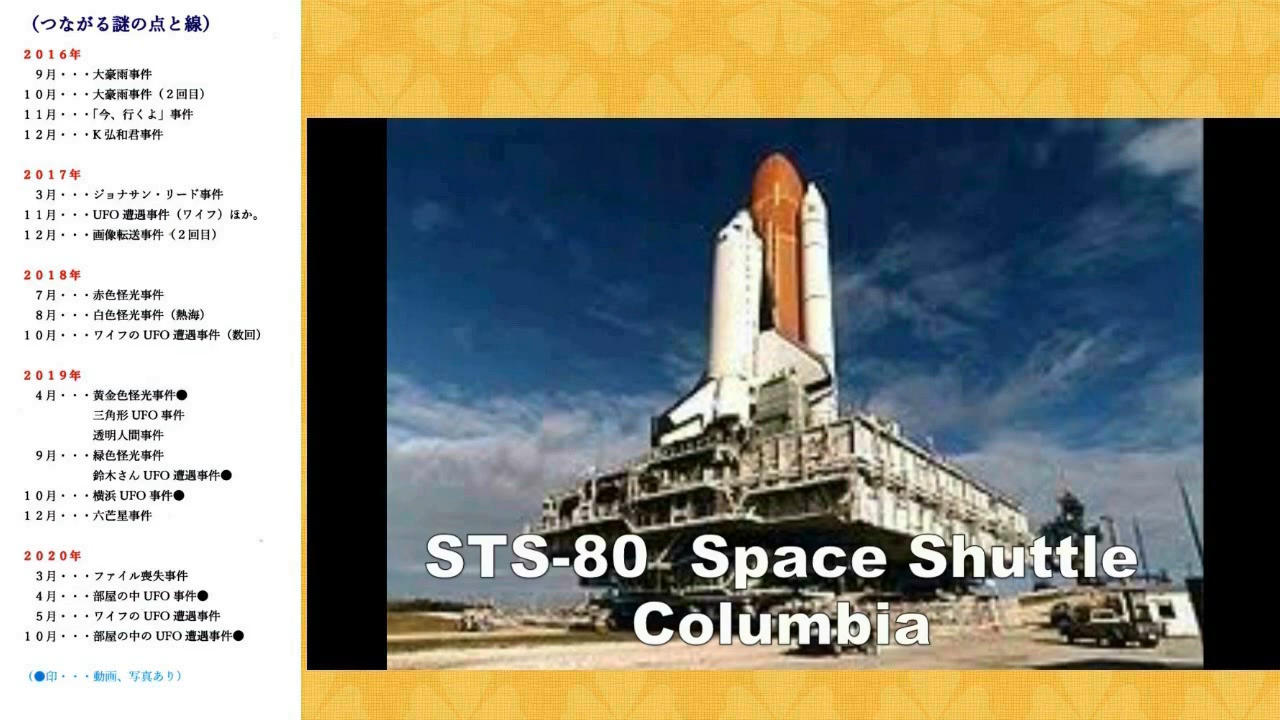 （つながる謎の点と線）
２０１６年
９月・・・大豪雨事件
１０月・・・大豪雨事件（２回目）
１１月・・・「今、行くよ」事件
１２月・・・K 弘和君事件
２０１７年
３月・・・ジョナサン・リード事件
１１月・・・UFO 遭遇事件（ワイフ）ほか。
１２月・・・画像転送事件（２回目）
２０１８年
７月・・・赤色怪光事件
８月・・・白色怪光事件（熱海）
１０月・・・ワイフの UFO 遭遇事件（数回）
２０１９年
４月・・・黄金色怪光事件●
三角形 UFO 事件
透明人間事件
９月・・・緑色怪光事件
鈴木さん UFO 遭遇事件●
１０月・・・横浜 UFO 事件●
１２月・・・六芒星事件
２０２０年
３月・・・ファイル喪失事件
４月・・・部屋の中 UFO 事件●
５月・・・ワイフの UFO 遭遇事件
１０月・・・部屋の中の UFO 遭遇事件●
（●印・・・動画、写真あり）
STS-80 Space Shuttle
Columbia